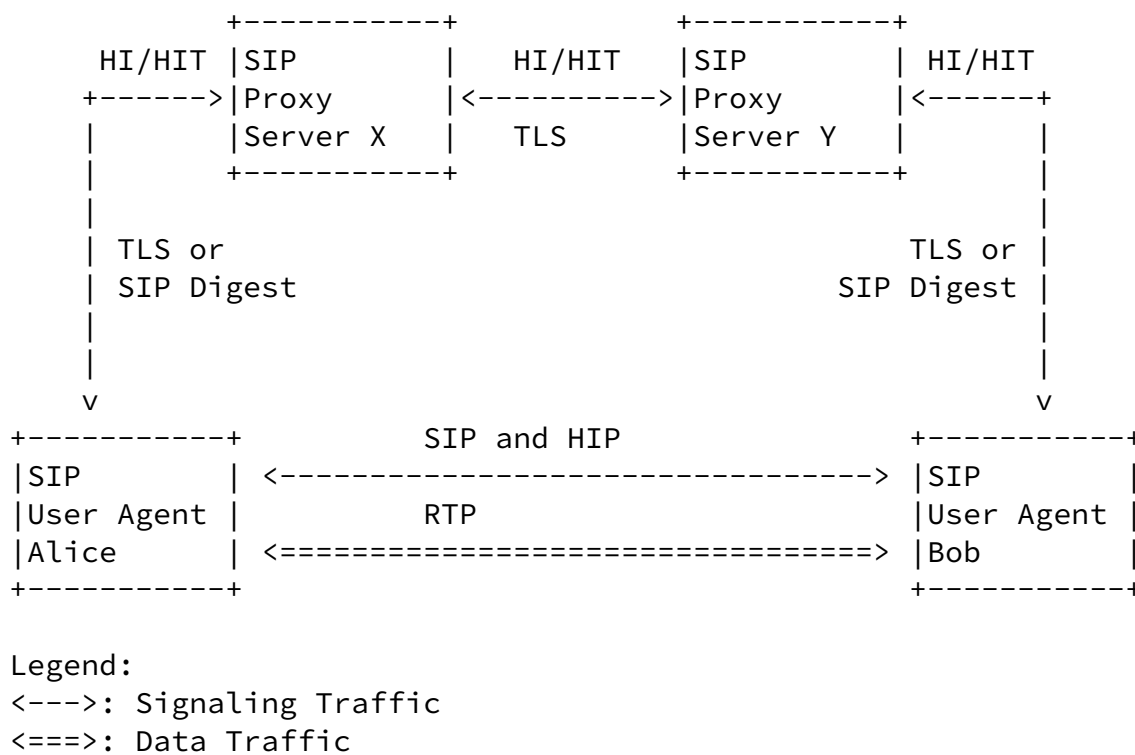 +-----------+             +-----------+
     HI/HIT |SIP        |   HI/HIT    |SIP        | HI/HIT
    +------>|Proxy      |<----------->|Proxy      |<------+
    |       |Server X   |   TLS       |Server Y   |       |
    |       +-----------+             +-----------+       |
    |                                                     |
    | TLS or                                       TLS or |
    | SIP Digest                               SIP Digest |
    |                                                     |
    |                                                     |
    v                                                     v
+-----------+          SIP and HIP                +-----------+
|SIP        | <---------------------------------> |SIP        |
|User Agent |          RTP                        |User Agent |
|Alice      | <=================================> |Bob        |
+-----------+                                     +-----------+

Legend:
<--->: Signaling Traffic
<===>: Data Traffic